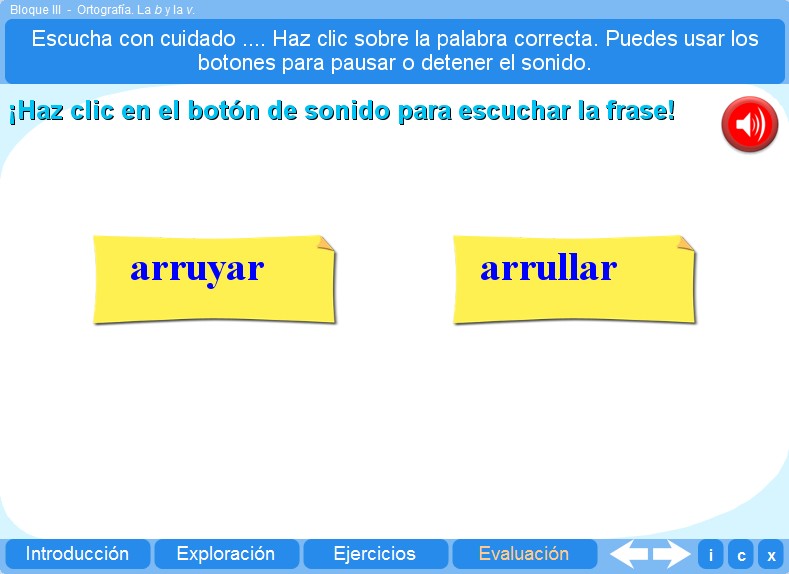 Bloque III - Ortografía. La b y la v.
Escucha con cuidado .... Haz clic sobre la palabra correcta. Puedes usar los
botones para pausar o detener el sonido.
¡Haz clic en el botón de sonido para escuchar la frase!
arruyar
arrullar
Introducción
Exploración
Ejercicios
Evaluación
i
c
x